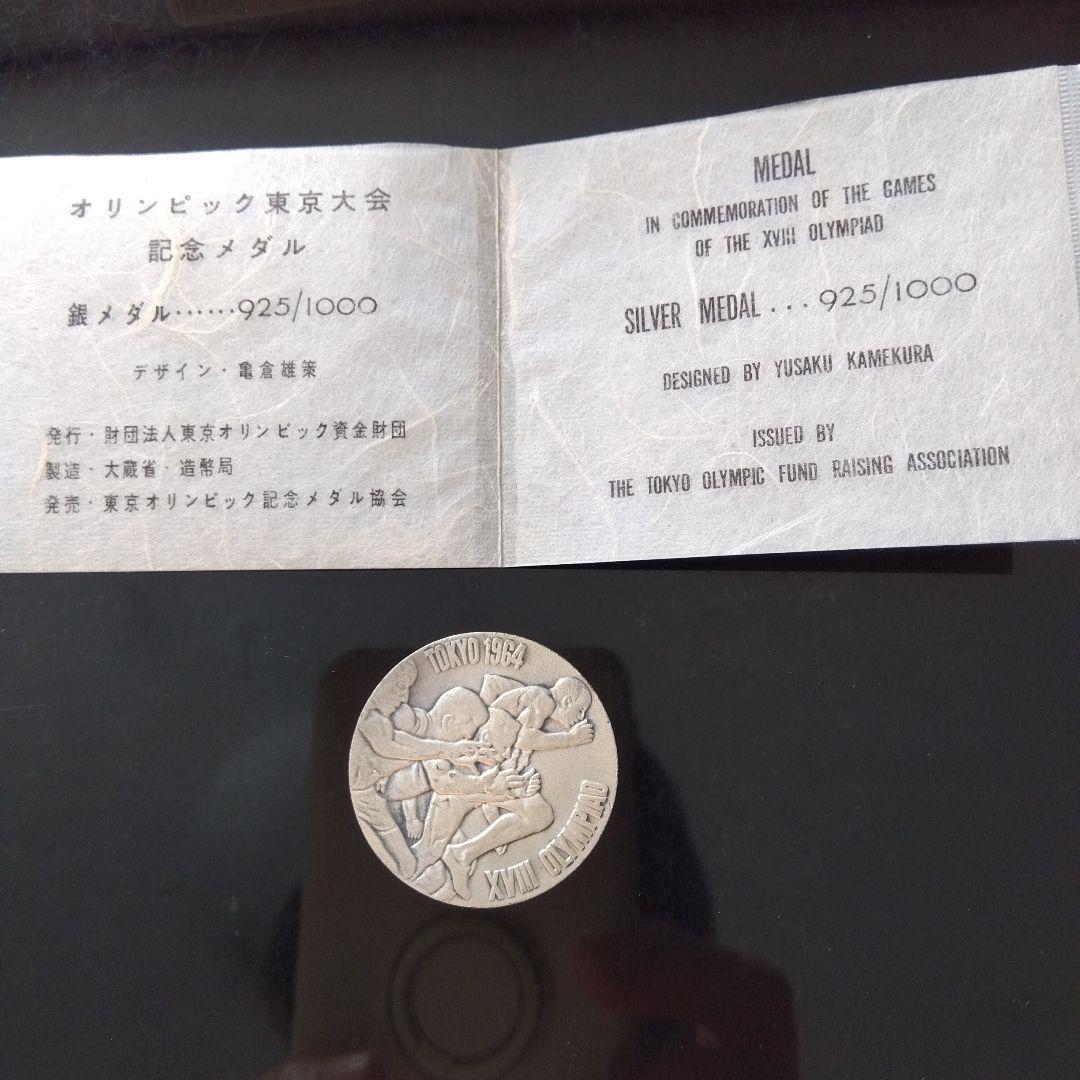 オリンピック東京大会
記念メダル
銀メダル……925/1000
デザイン・亀倉雄策
発行・財団法人東京オリンピック資金財団
製造・大蔵省・造幣局
発売・東京オリンピック記念メダル協会
MEDAL
IN COMMEMORATION OF THE GAMES
OF THE XVIII OLYMPIAD
SILVER MEDAL...925/1000
DESIGNED BY YUSAKU KAMEKURA
ISSUED BY
THE TOKYO OLYMPIC FUND RAISING ASSOCIATION
TOKYO 1964
XVIII OLYMPIAD